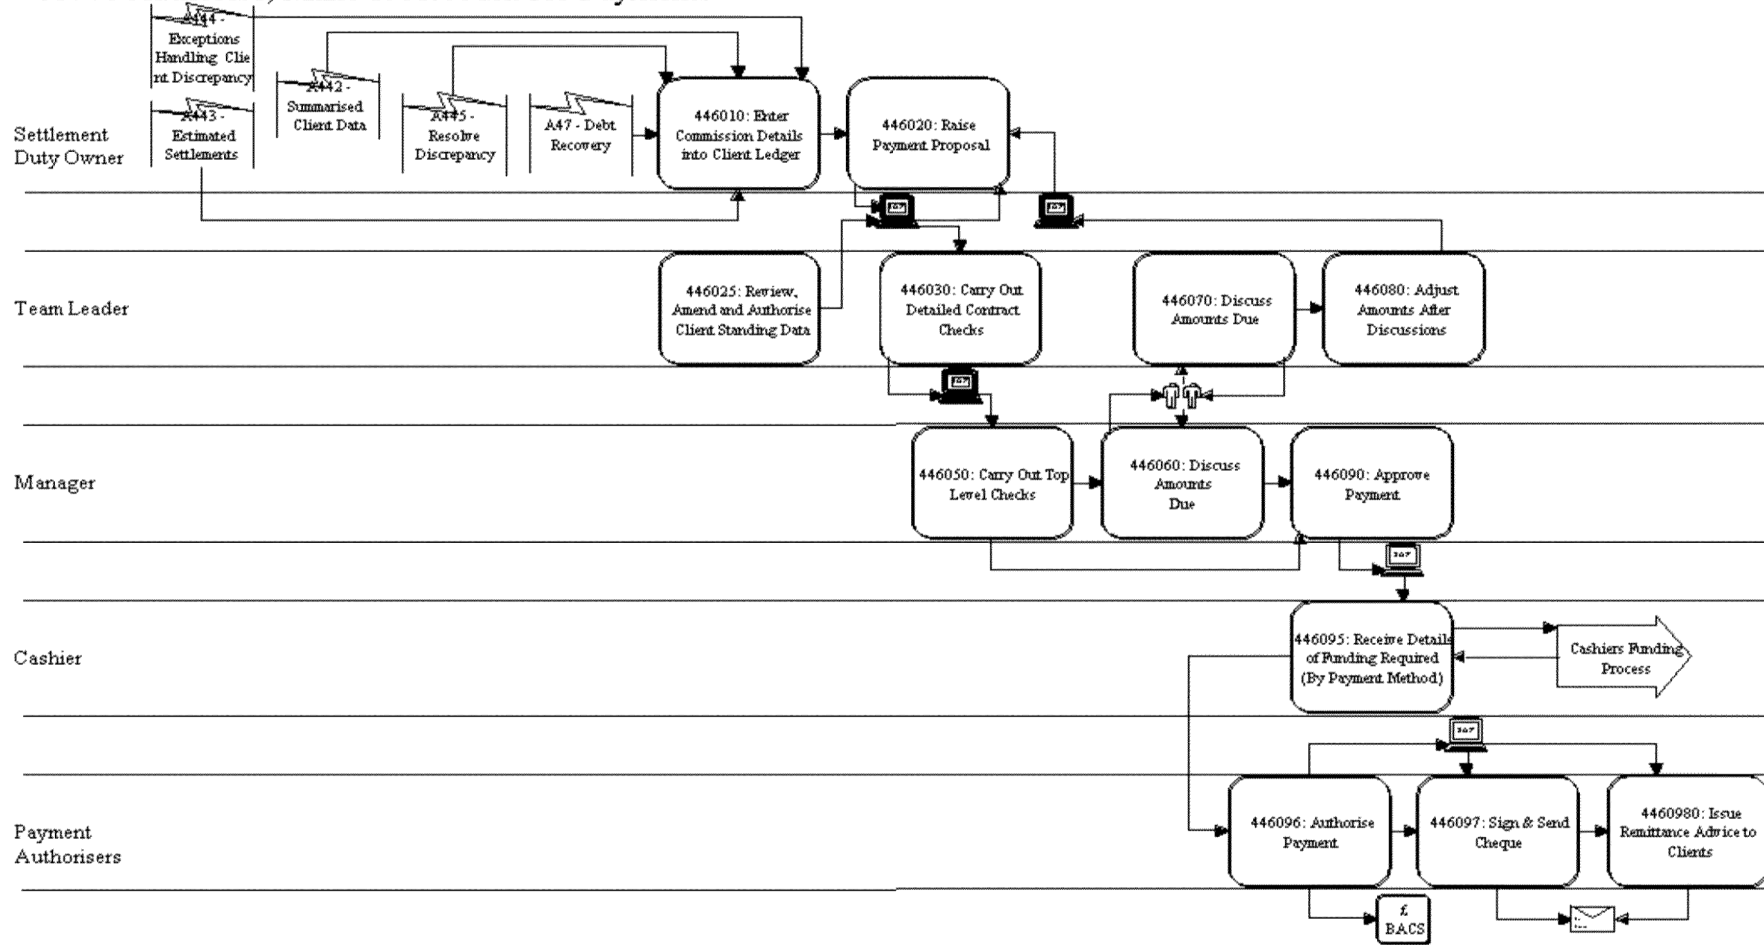 A444 -
Exceptions
Handling Clie
nt Discrepancy
A443 -
Estimated
Settlements
A442 -
Summarised
Client Data
A445 -
Resolve
Discrepancy
A47 - Debt
Recovery
446010: Enter
Commission Details
into Client Ledger
446020: Raise
Payment Proposal
Settlement
Duty Owner
446025: Review,
Amend and Authorise
Client Standing Data
446030: Carry Out
Detailed Contract
Checks
446070: Discuss
Amounts Due
446080: Adjust
Amounts After
Discussions
Team Leader
446050: Carry Out Top
Level Checks
446060: Discuss
Amounts
Due
446090: Approve
Payment
Manager
446095: Receive Details
of Funding Required
(By Payment Method)
Cashiers Funding
Process
Cashier
446096: Authorise
Payment
446097: Sign & Send
Cheque
4460980: Issue
Remittance Advice to
Clients
Payment
Authorisers
£
BACS